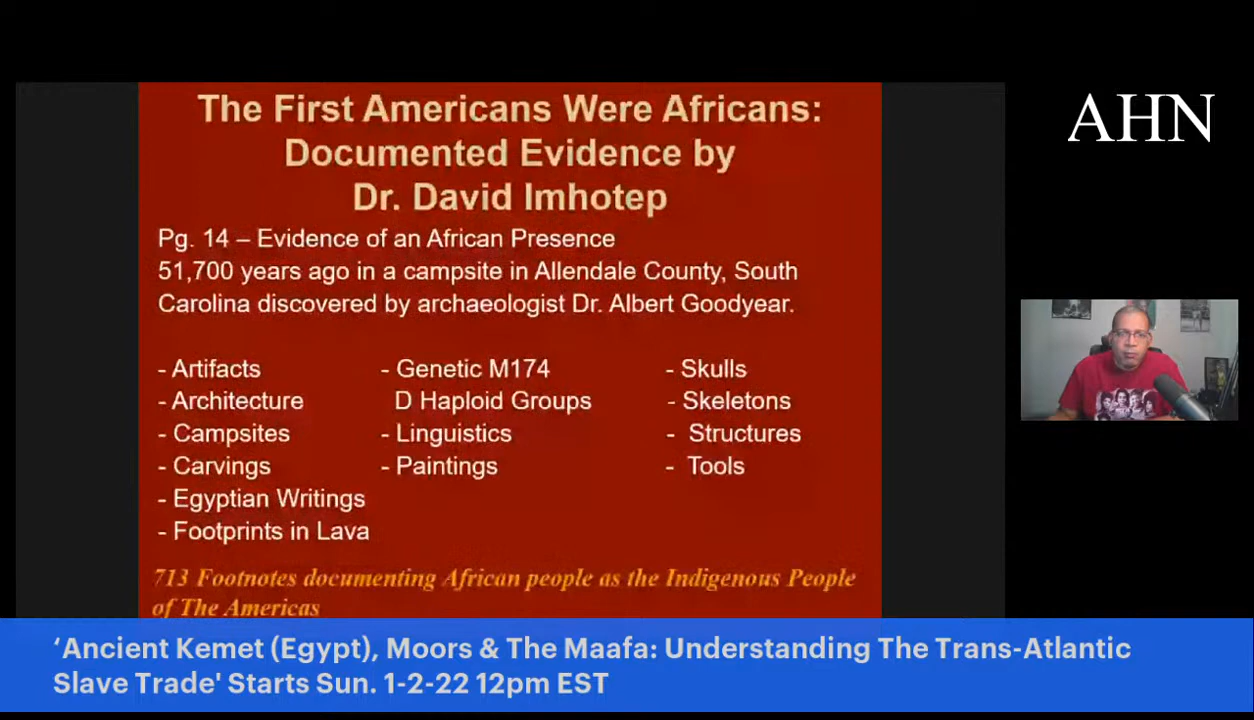 The First Americans Were Africans:
Documented Evidence by
Dr. David Imhotep
AHN
Pg. 14 – Evidence of an African Presence
51,700 years ago in a campsite in Allendale County, South
Carolina discovered by archaeologist Dr. Albert Goodyear.
- Artifacts
- Architecture
- Campsites
- Carvings
- Egyptian Writings
- Footprints in Lava
- Genetic M174
D Haploid Groups
- Linguistics
- Paintings
- Skulls
- Skeletons
- Structures
- Tools
713 Footnotes documenting African people as the Indigenous People
of The Americas
‘Ancient Kemet (Egypt), Moors & The Maafa: Understanding The Trans-Atlantic
Slave Trade' Starts Sun. 1-2-22 12pm EST